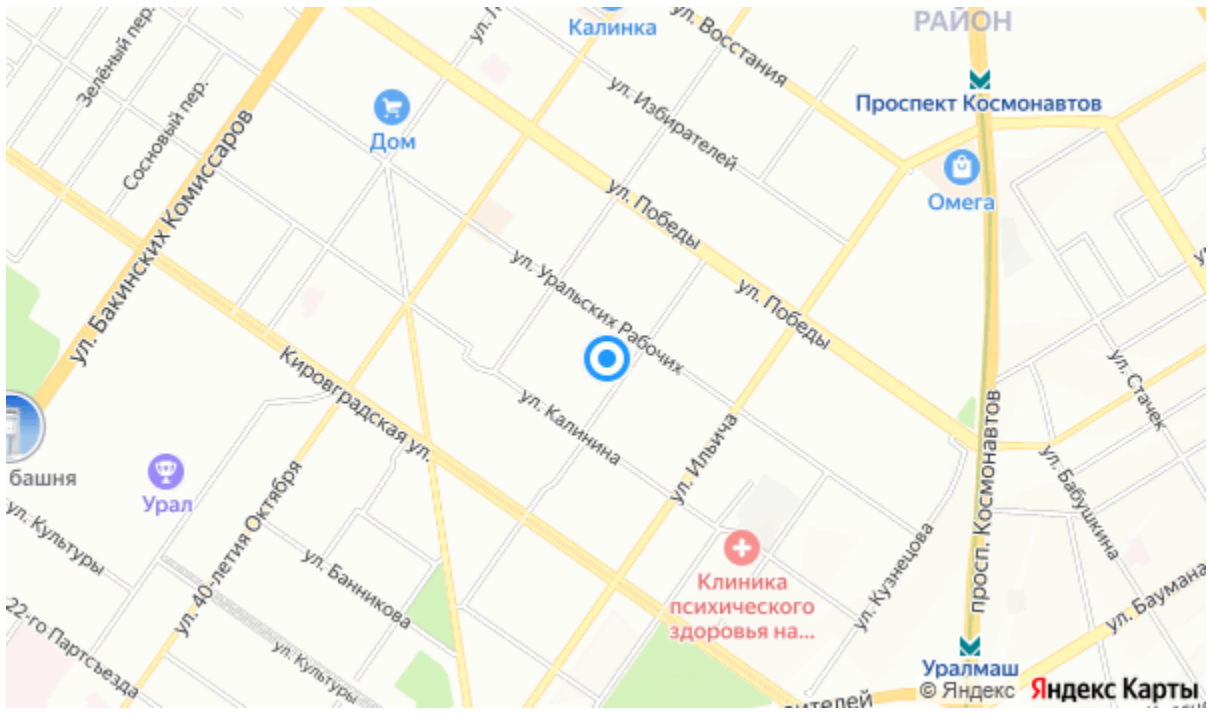 РАЙОН
Калинка
ул. Восстания
Зелёный пер.
Сосновый пер.
ул. Бакинских Комиссаров
Дом
ул. Избирателей
Проспект Космонавтов
Омега
ул. Победы
ул. Победы
ул. Уральских Рабочих
ул. Стачек
Кировградская ул.
ул. Калинина
ул. Ильича
просп. Космонавтов
ул. Бабушкина
башня
Урал
ул. Культуры
ул. 40-летия Октября
ул. Банникова
ул. Культуры
22-го Партсъезда
Клиника
психического
здоровья на...
ул. Кузнецова
ул. Баумана
Уралмаш
© Яндекс Яндекс Карты